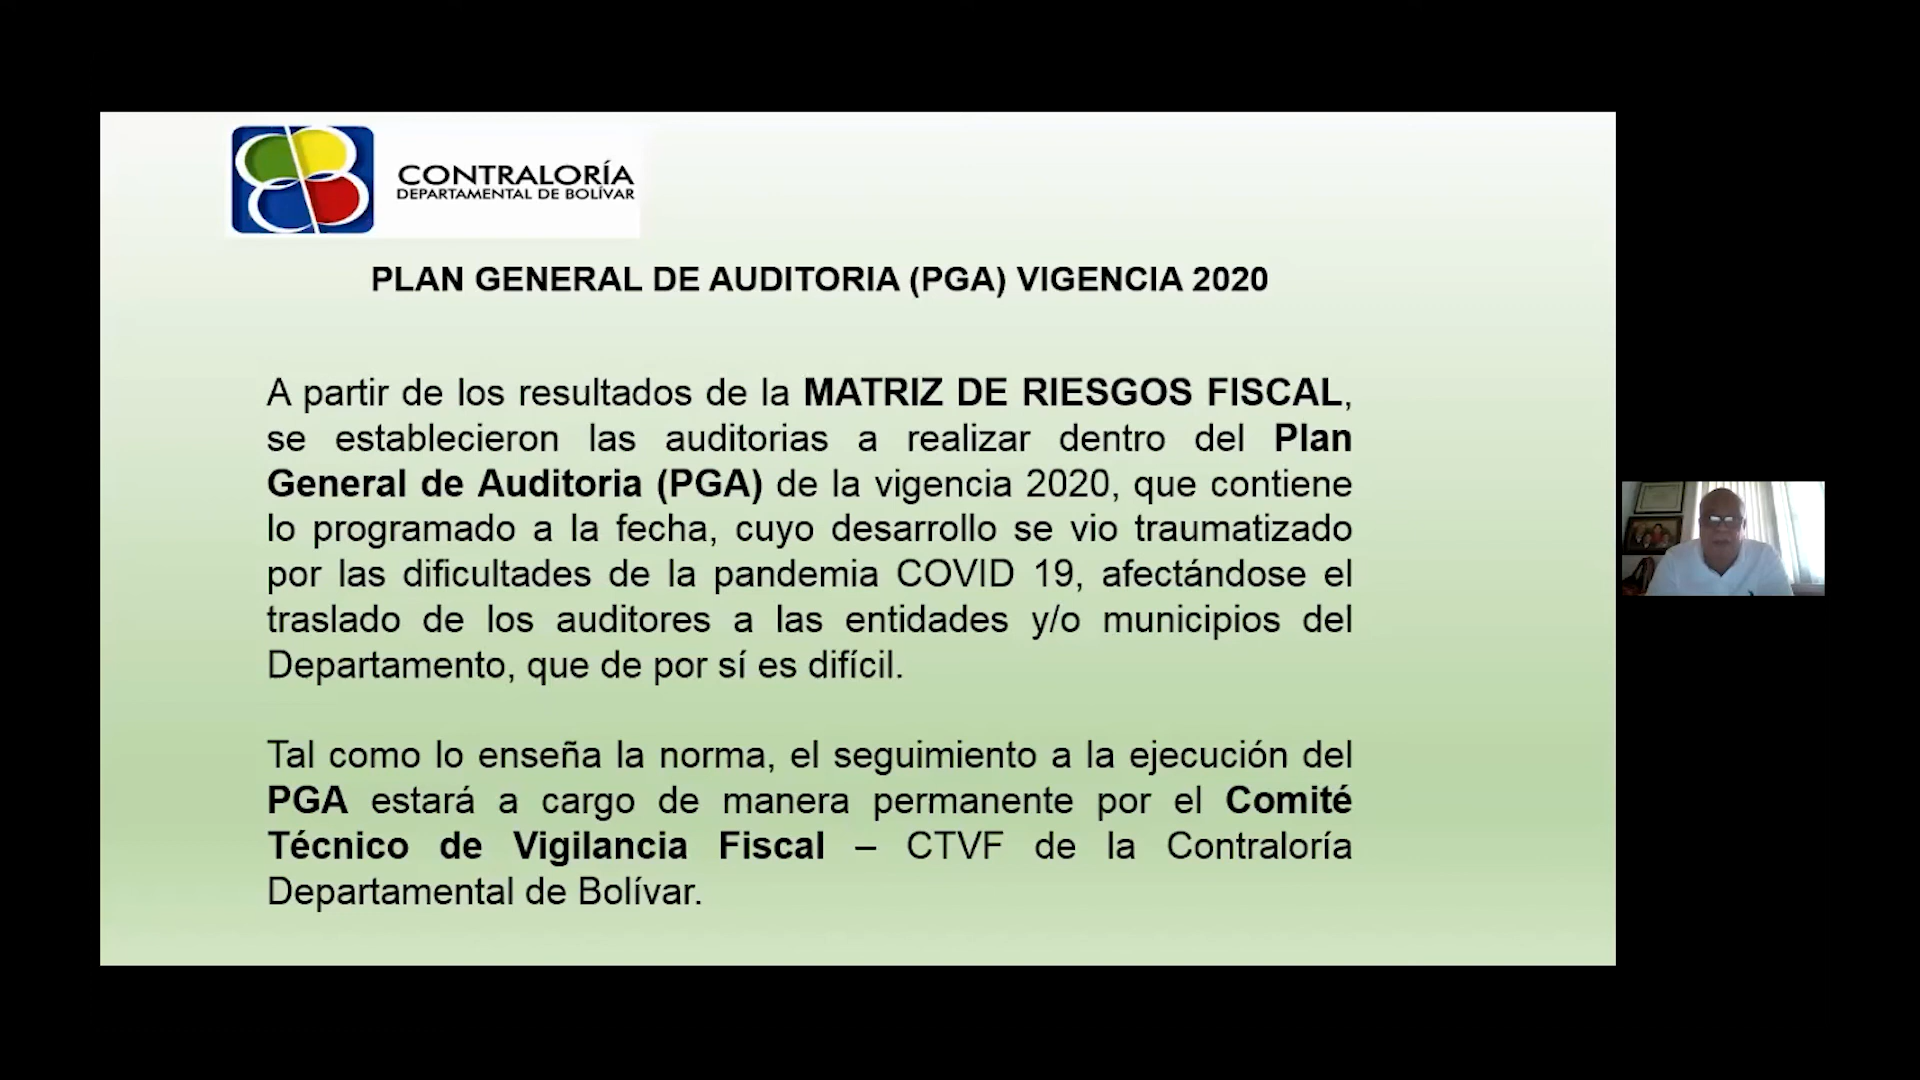 CONTRALORÍA
DEPARTAMENTAL DE BOLÍVAR
PLAN GENERAL DE AUDITORIA (PGA) VIGENCIA 2020
A partir de los resultados de la MATRIZ DE RIESGOS FISCAL,
se establecieron las auditorias a realizar dentro del Plan
General de Auditoria (PGA) de la vigencia 2020, que contiene
lo programado a la fecha, cuyo desarrollo se vio traumatizado
por las dificultades de la pandemia COVID 19, afectándose el
traslado de los auditores a las entidades y/o municipios del
Departamento, que de por sí es difícil.
Tal como lo enseña la norma, el seguimiento a la ejecución del
PGA estará a cargo de manera permanente por el Comité
Técnico de Vigilancia Fiscal – CTVF de la Contraloría
Departamental de Bolívar.